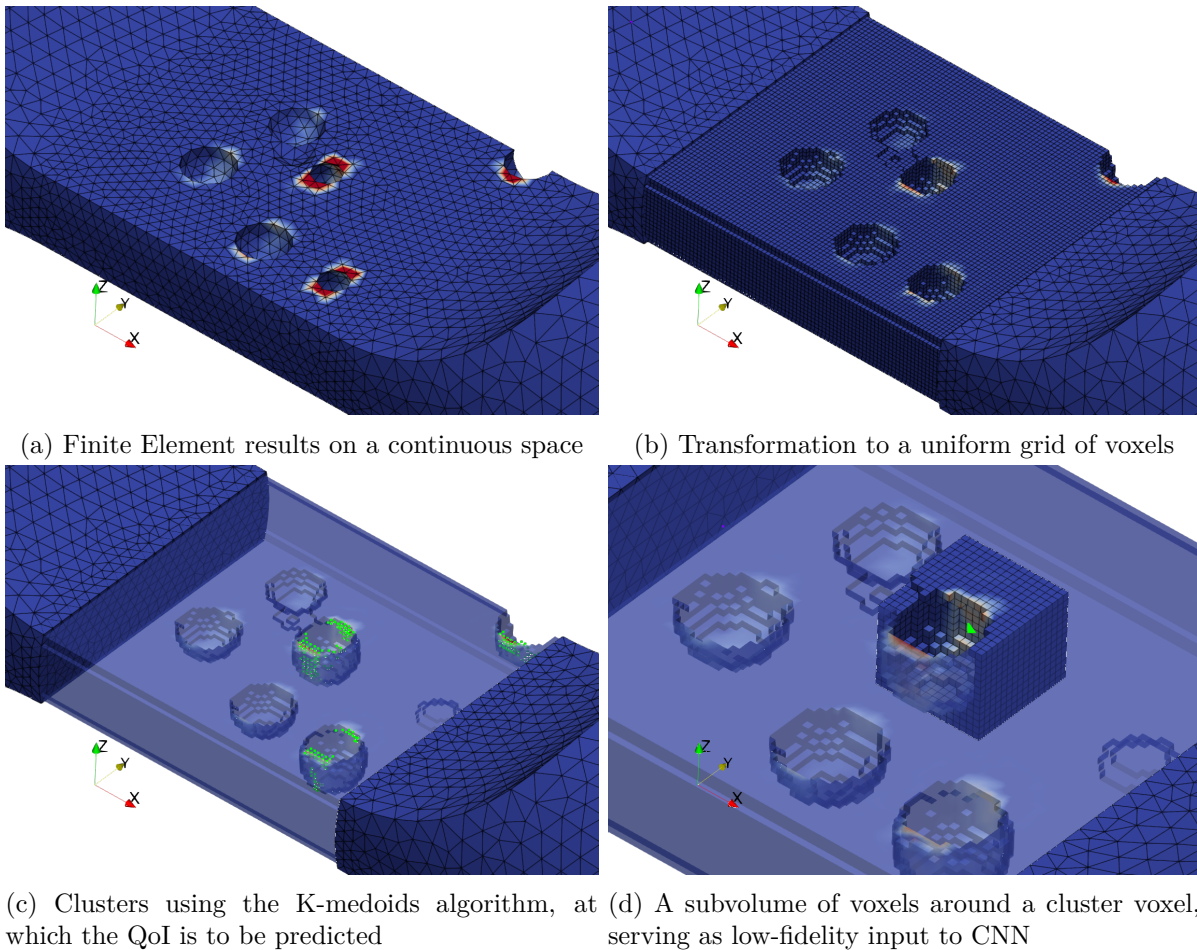 Z
Y
X
Z
Y
X
(a) Finite Element results on a continuous space
(b) Transformation to a uniform grid of voxels
Z
Y
X
Z
Y
X
(c) Clusters using the K-medoids algorithm, at
which the QoI is to be predicted
(d) A subvolume of voxels around a cluster voxel,
serving as low-fidelity input to CNN